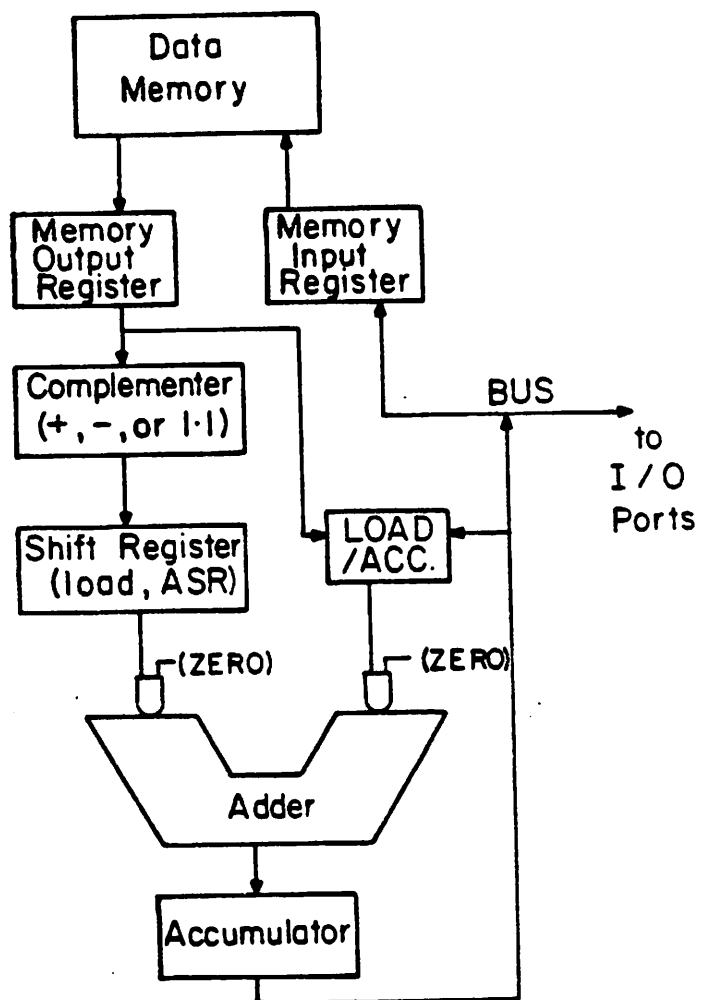 Data
Memory
Memory
Output
Register
Memory
Input
Register
Complementer
(+, -, or |·|)
BUS
to
I/O
Ports
Shift Register
(load, ASR)
LOAD
/ACC.
(ZERO)
(ZERO)
Adder
Accumulator